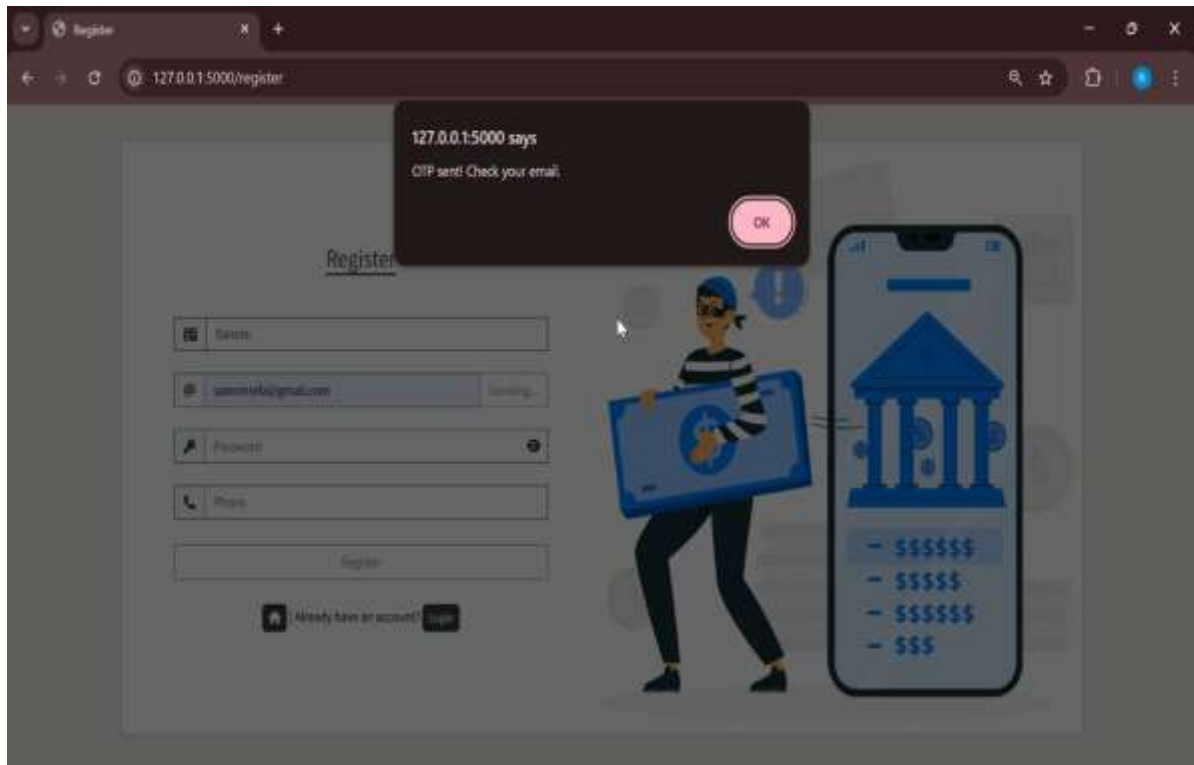 Register
127.0.0.1:5000/register
127.0.0.1:5000 says
OTP sent! Check your email.
OK
Register
Sending...
Password
Phone
Register
Already have an account? Login
- $$$$$$
- $$$$$
- $$$$$$
- $$$